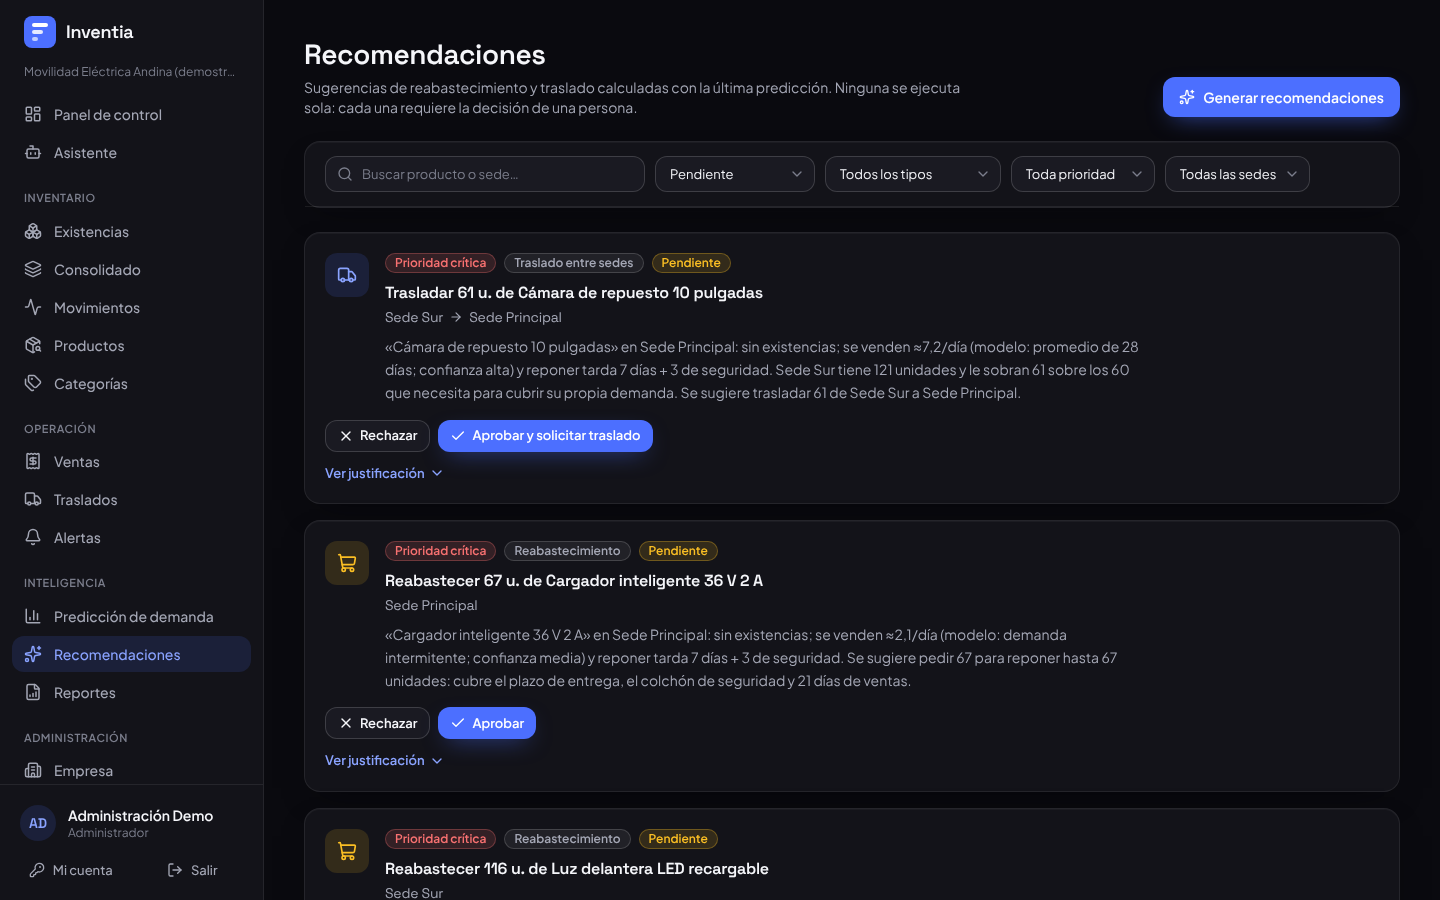 Inventia
Movilidad Eléctrica Andina (demostr...
Panel de control
Asistente
INVENTARIO
Existencias
Consolidado
Movimientos
Productos
Categorías
OPERACIÓN
Ventas
Traslados
Alertas
INTELIGENCIA
Predicción de demanda
Recomendaciones
Reportes
ADMINISTRACIÓN
Empresa
AD
Administración Demo
Administrador
Mi cuenta
Salir
Recomendaciones
Sugerencias de reabastecimiento y traslado calculadas con la última predicción. Ninguna se ejecuta
sola: cada una requiere la decisión de una persona.
Generar recomendaciones
Buscar producto o sede...
Pendiente
Todos los tipos
Toda prioridad
Todas las sedes
Prioridad crítica
Traslado entre sedes
Pendiente
Trasladar 61 u. de Cámara de repuesto 10 pulgadas
Sede Sur → Sede Principal
«Cámara de repuesto 10 pulgadas» en Sede Principal: sin existencias; se venden ≈7,2/día (modelo: promedio de 28
días; confianza alta) y reponer tarda 7 días + 3 de seguridad. Sede Sur tiene 121 unidades y le sobran 61 sobre los 60
que necesita para cubrir su propia demanda. Se sugiere trasladar 61 de Sede Sur a Sede Principal.
Rechazar
Aprobar y solicitar traslado
Ver justificación
Prioridad crítica
Reabastecimiento
Pendiente
Reabastecer 67 u. de Cargador inteligente 36 V 2 A
Sede Principal
«Cargador inteligente 36 V 2 A» en Sede Principal: sin existencias; se venden ≈2,1/día (modelo: demanda
intermitente; confianza media) y reponer tarda 7 días + 3 de seguridad. Se sugiere pedir 67 para reponer hasta 67
unidades: cubre el plazo de entrega, el colchón de seguridad y 21 días de ventas.
Rechazar
Aprobar
Ver justificación
Prioridad crítica
Reabastecimiento
Pendiente
Reabastecer 116 u. de Luz delantera LED recargable
Sede Sur